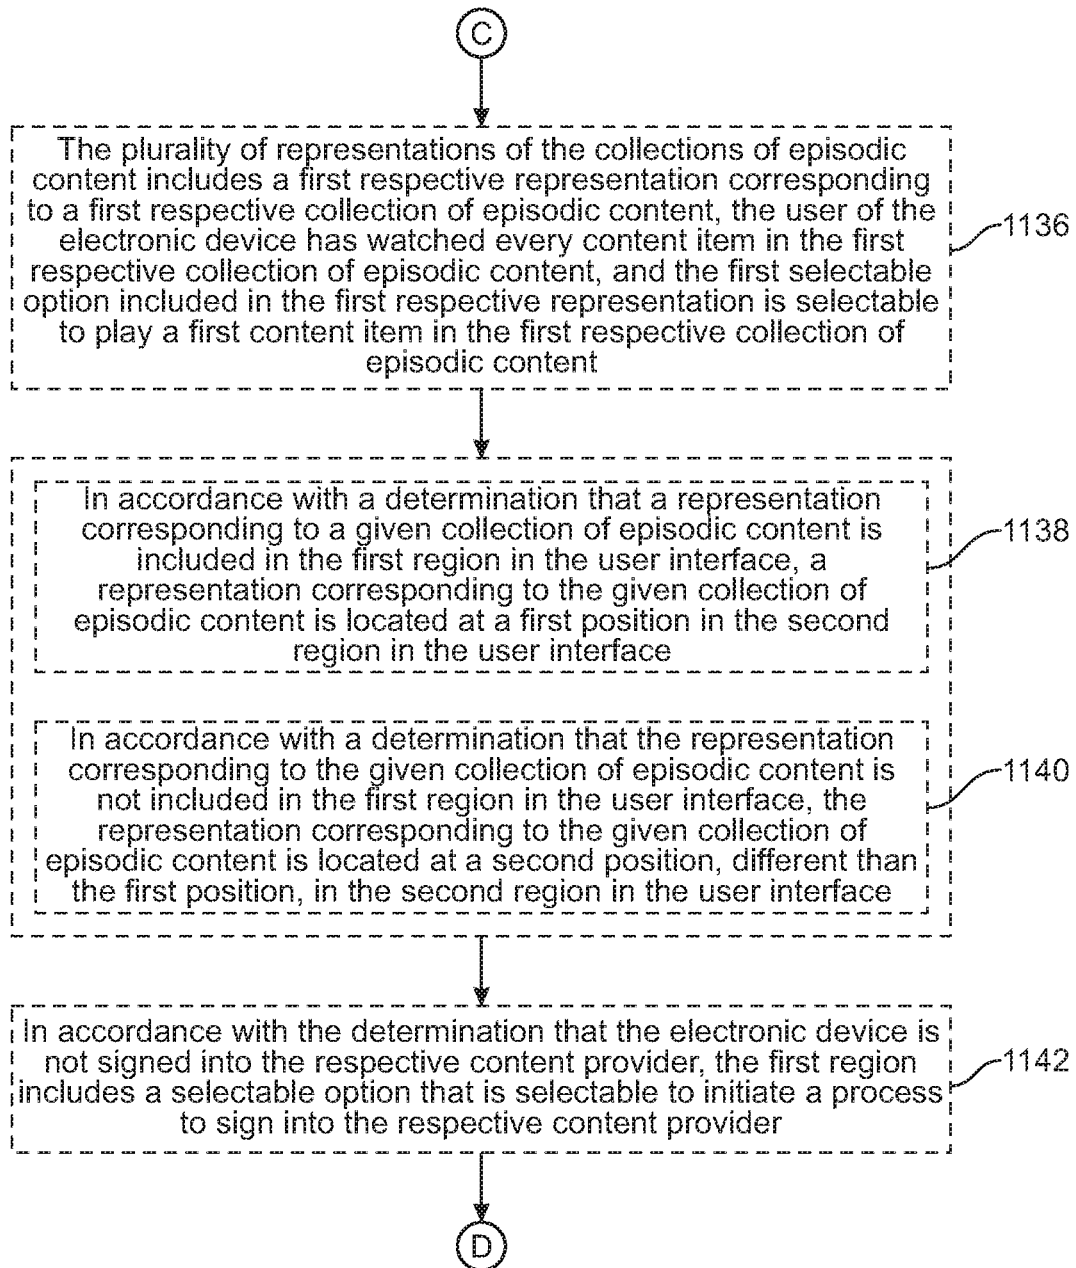 C
The plurality of representations of the collections of episodic
content includes a first respective representation corresponding
to a first respective collection of episodic content, the user of the
electronic device has watched every content item in the first
respective collection of episodic content, and the first selectable
option included in the first respective representation is selectable
to play a first content item in the first respective collection of
episodic content
1136
In accordance with a determination that a representation
corresponding to a given collection of episodic content is
included in the first region in the user interface, a
representation corresponding to the given collection of
episodic content is located at a first position in the second
region in the user interface
1138
In accordance with a determination that the representation
corresponding to the given collection of episodic content is
not included in the first region in the user interface, the
representation corresponding to the given collection of
episodic content is located at a second position, different than
the first position, in the second region in the user interface
1140
In accordance with the determination that the electronic device is
not signed into the respective content provider, the first region
includes a selectable option that is selectable to initiate a process
to sign into the respective content provider
1142
D